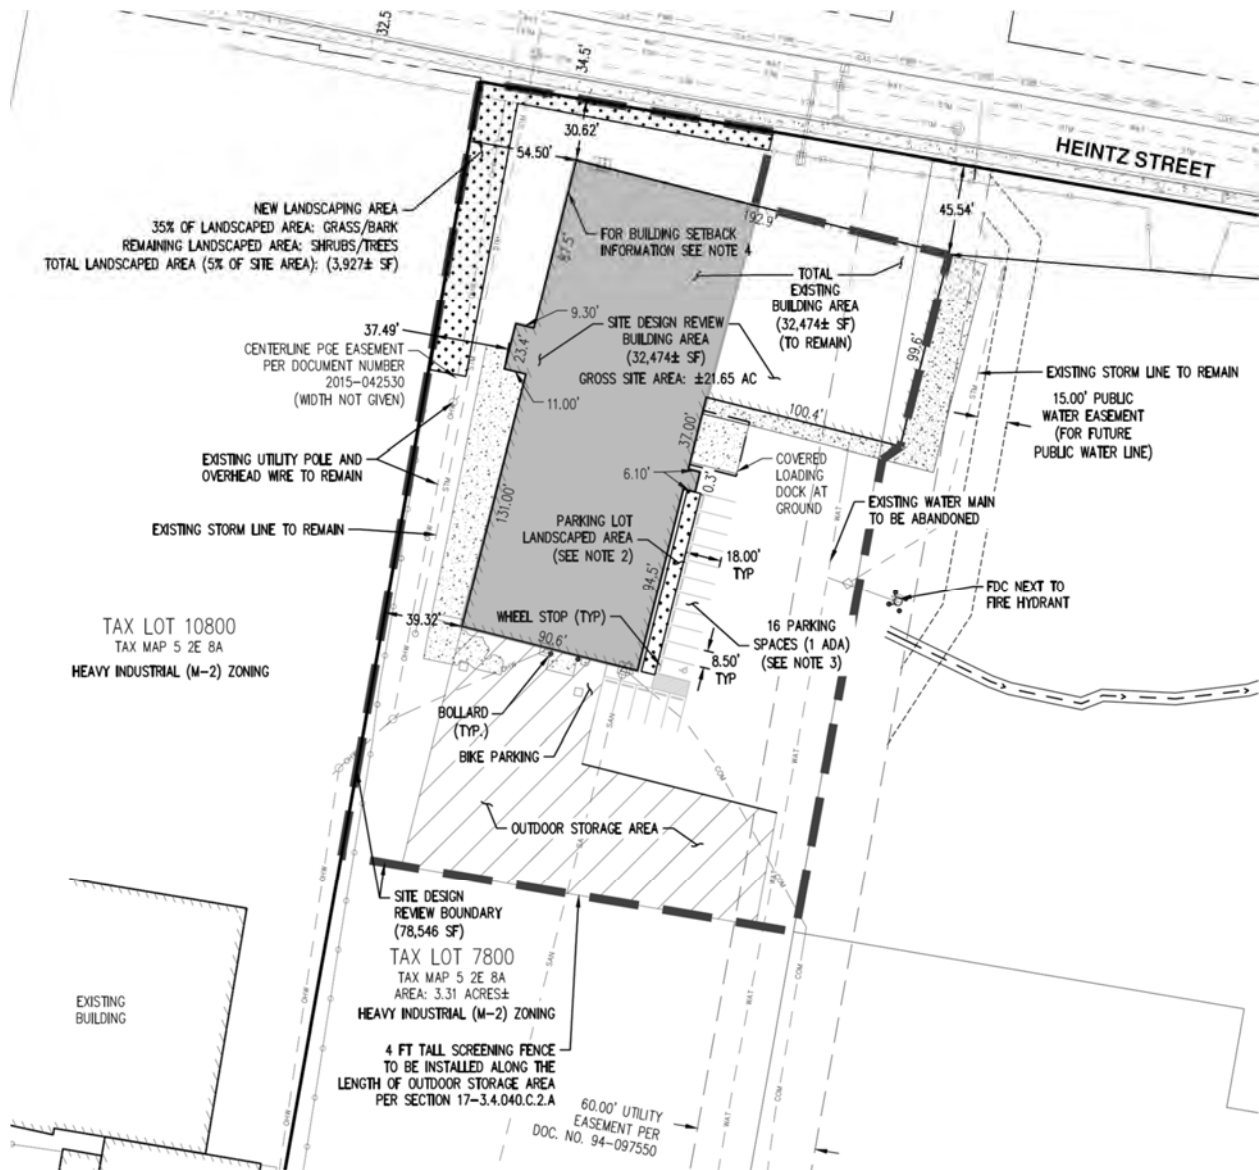 32.5'
34.5'
HEINTZ STREET
30.62'
54.50'
45.54'
192.9'
NEW LANDSCAPING AREA
35% OF LANDSCAPED AREA: GRASS/BARK
REMAINING LANDSCAPED AREA: SHRUBS/TREES
TOTAL LANDSCAPED AREA (5% OF SITE AREA): (3,927± SF)
FOR BUILDING SETBACK
INFORMATION SEE NOTE 4
TOTAL
EXISTING
BUILDING AREA
(32,474± SF)
(TO REMAIN)
9.30'
SITE DESIGN REVIEW
BUILDING AREA
(32,474± SF)
GROSS SITE AREA: ±21.65 AC
37.49'
23.4'
99.6'
CENTERLINE PGE EASEMENT
PER DOCUMENT NUMBER
2015-042530
(WIDTH NOT GIVEN)
11.00'
EXISTING STORM LINE TO REMAIN
15.00' PUBLIC
WATER EASEMENT
(FOR FUTURE
PUBLIC WATER LINE)
100.4'
37.00'
EXISTING UTILITY POLE AND
OVERHEAD WIRE TO REMAIN
6.10'
0.3'
COVERED
LOADING
DOCK AT
GROUND
EXISTING WATER MAIN
TO BE ABANDONED
131.00'
EXISTING STORM LINE TO REMAIN
PARKING LOT
LANDSCAPED AREA
(SEE NOTE 2)
18.00'
TYP
94.5'
FDC NEXT TO
FIRE HYDRANT
WHEEL STOP (TYP)
16 PARKING
SPACES (1 ADA)
(SEE NOTE 3)
39.32'
90.6'
8.50'
TYP
TAX LOT 10800
TAX MAP 5 2E 8A
HEAVY INDUSTRIAL (M-2) ZONING
BOLLARD
(TYP.)
BIKE PARKING
OUTDOOR STORAGE AREA
SITE DESIGN
REVIEW BOUNDARY
(78,546 SF)
TAX LOT 7800
TAX MAP 5 2E 8A
AREA: 3.31 ACRES±
HEAVY INDUSTRIAL (M-2) ZONING
EXISTING
BUILDING
4 FT TALL SCREENING FENCE
TO BE INSTALLED ALONG THE
LENGTH OF OUTDOOR STORAGE AREA
PER SECTION 17-3.4.040.C.2.A
60.00' UTILITY
EASEMENT PER
DOC. NO. 94-097550